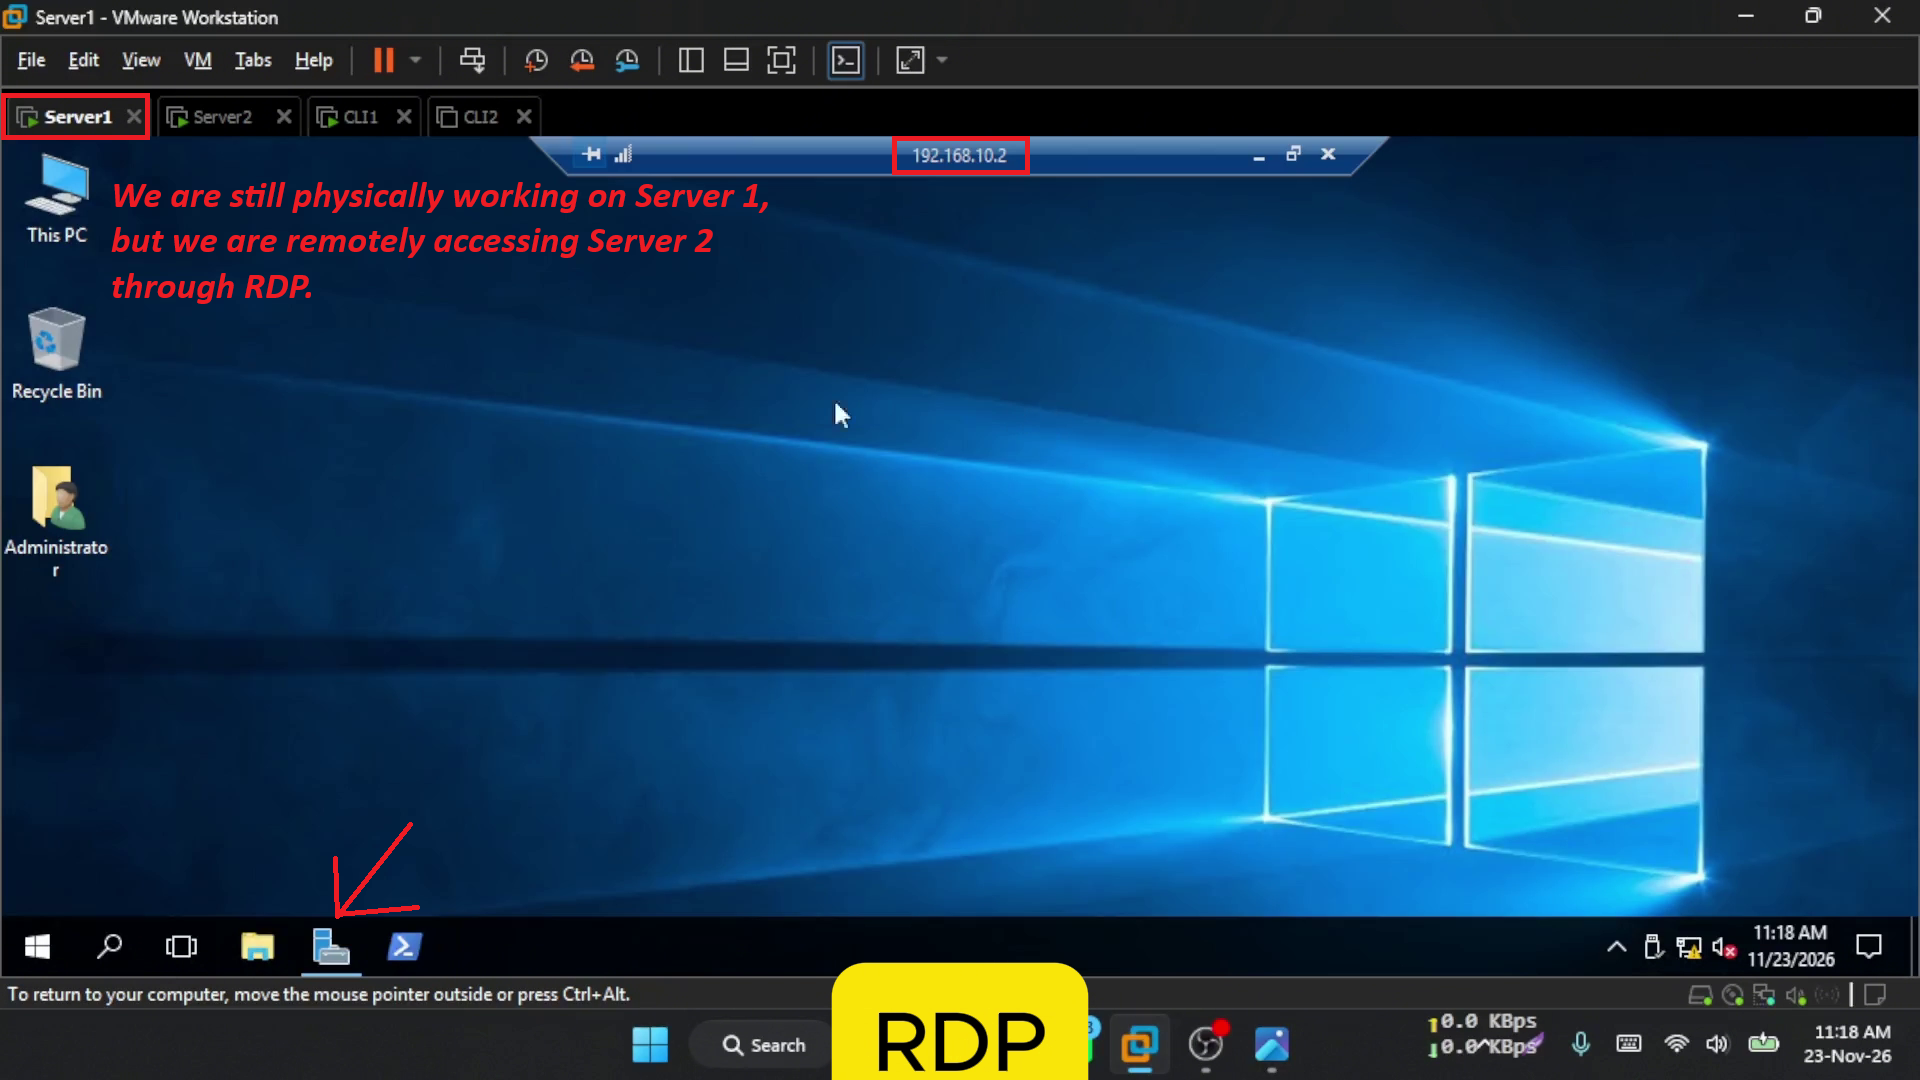 Server1 - VMware Workstation
File Edit View VM Tabs Help
Server1 Server2 CLI1 CLI2
192.168.10.2
We are still physically working on Server 1,
but we are remotely accessing Server 2
through RDP.
This PC
Recycle Bin
Administrato
r
11:18 AM
11/23/2026
To return to your computer, move the mouse pointer outside or press Ctrl+Alt.
Search
RDP
0.0 KBps
0.0 KBps
11:18 AM
23-Nov-26